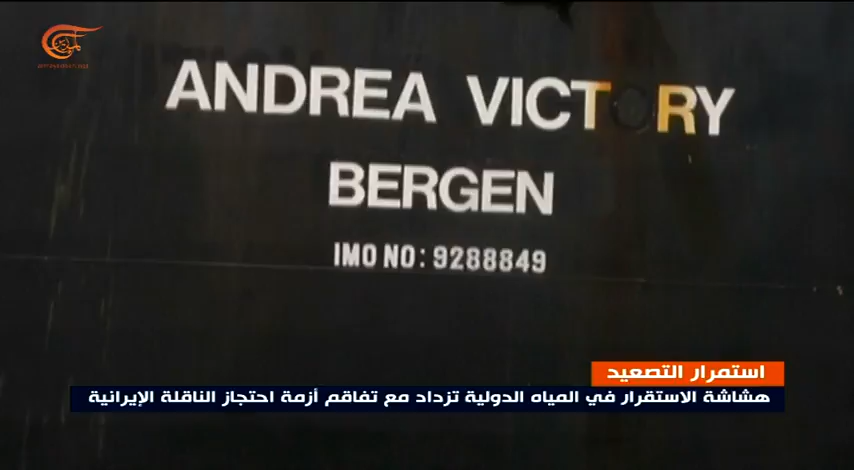 الميادين
ANDREA VICTORY
BERGEN
IMO NO: 9288849
استمرار التصعيد
هشاشة الاستقرار في المياه الدولية تزداد مع تفاقم أزمة احتجاز الناقلة الإيرانية